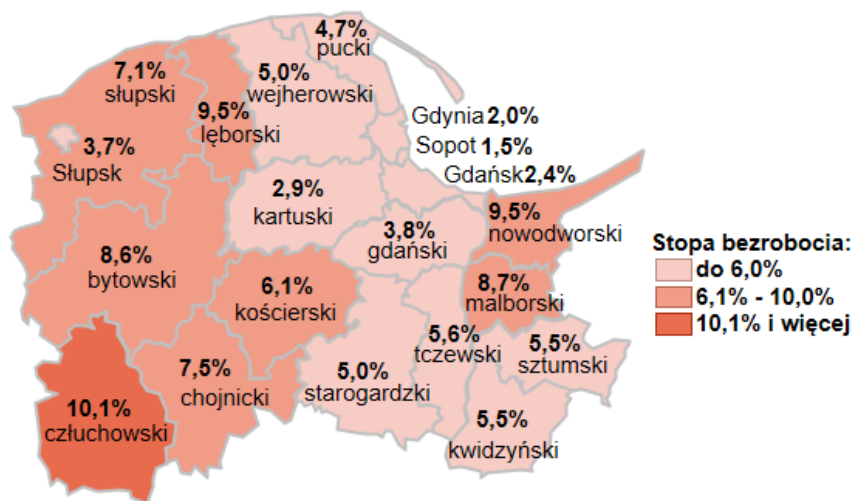 4,7%
pucki
7,1%
słupski
5,0%
wejherowski
9,5%
lęborski
Gdynia 2,0%
Sopot 1,5%
Gdańsk 2,4%
3,7%
Słupsk
2,9%
kartuski
3,8%
gdański
9,5%
nowodworski
8,6%
bytowski
6,1%
kościerski
8,7%
malborski
7,5%
chojnicki
5,0%
starogardzki
5,6%
tczewski
5,5%
sztumski
10,1%
człuchowski
5,5%
kwidzyński
Stopa bezrobocia:
do 6,0%
6,1% - 10,0%
10,1% i więcej